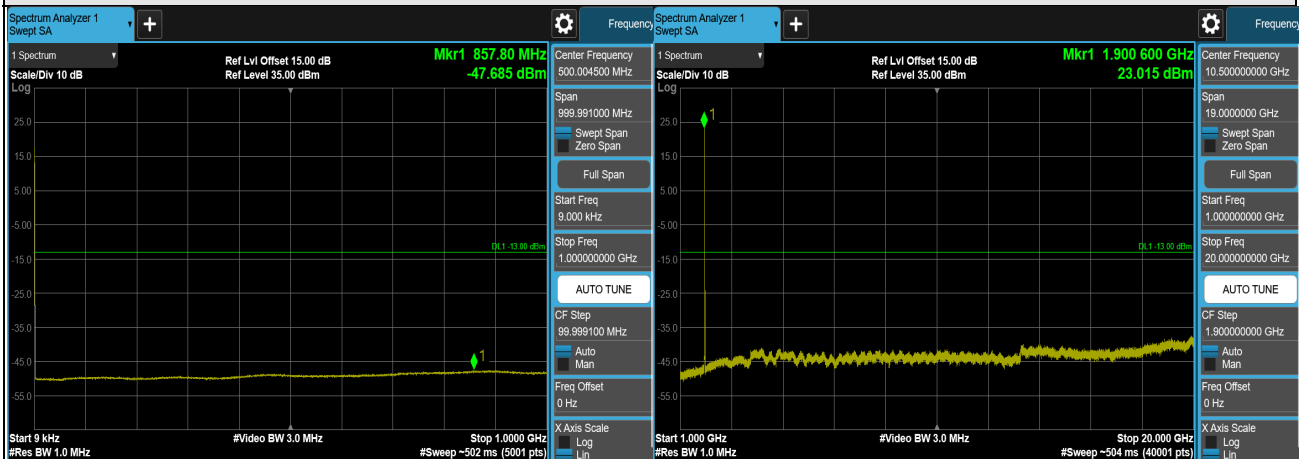 Spectrum Analyzer 1
Swept SA
+
Frequency
1 Spectrum
Scale/Div 10 dB
Log
Ref Lvl Offset 15.00 dB
Ref Level 35.00 dBm
Mkr1 857.80 MHz
-47.685 dBm
25.0
15.0
5.00
-5.00
-15.0
-25.0
-35.0
-45.0
-55.0
1
DL1 -13.00 dBm
Start 9 kHz
#Res BW 1.0 MHz
#Video BW 3.0 MHz
Stop 1.0000 GHz
#Sweep ~502 ms (5001 pts)
Center Frequency
500.004500 MHz
Span
999.991000 MHz
Swept Span
Zero Span
Full Span
Start Freq
9.000 kHz
Stop Freq
1.000000000 GHz
AUTO TUNE
CF Step
99.999100 MHz
Auto
Man
Freq Offset
0 Hz
X Axis Scale
Log
Lin
Spectrum Analyzer 1
Swept SA
+
Frequency
1 Spectrum
Scale/Div 10 dB
Log
Ref Lvl Offset 15.00 dB
Ref Level 35.00 dBm
Mkr1 1.900 600 GHz
23.015 dBm
25.0
15.0
5.00
-5.00
-15.0
-25.0
-35.0
-45.0
-55.0
1
DL1 -13.00 dBm
Start 1.000 GHz
#Res BW 1.0 MHz
#Video BW 3.0 MHz
Stop 20.000 GHz
#Sweep ~504 ms (40001 pts)
Center Frequency
10.500000000 GHz
Span
19.0000000 GHz
Swept Span
Zero Span
Full Span
Start Freq
1.000000000 GHz
Stop Freq
20.000000000 GHz
AUTO TUNE
CF Step
1.900000000 GHz
Auto
Man
Freq Offset
0 Hz
X Axis Scale
Log
Lin